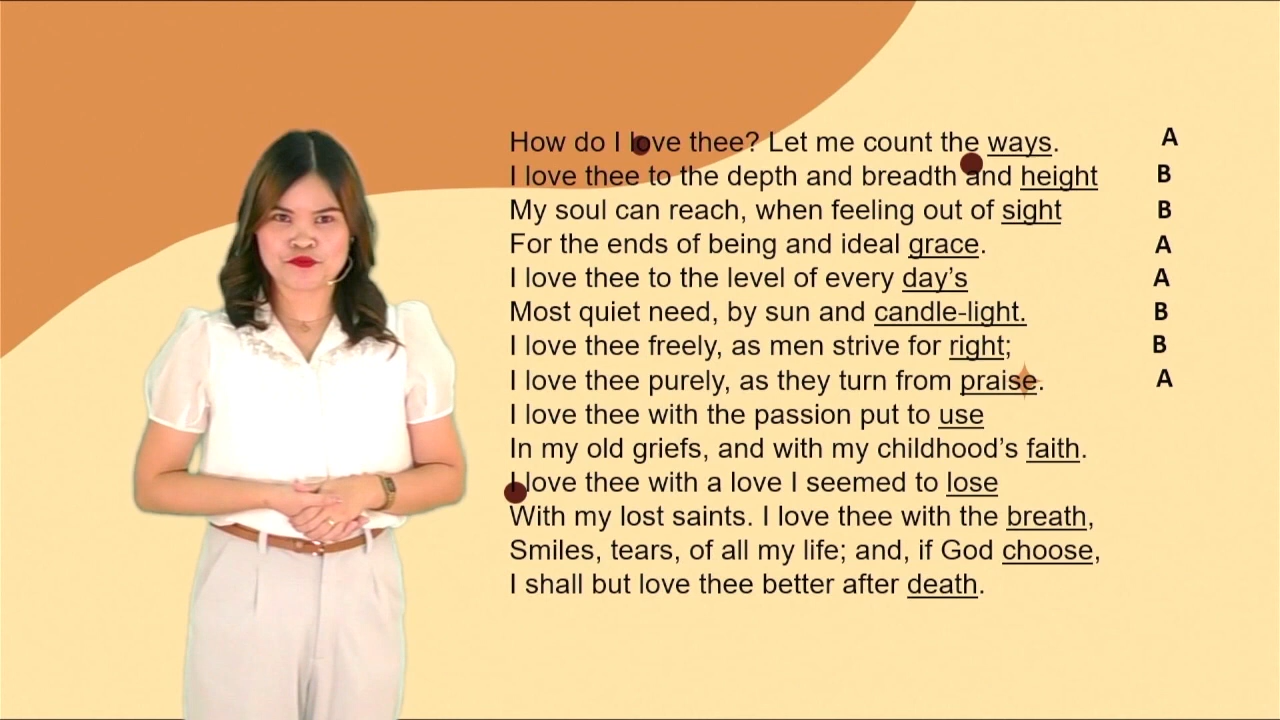 How do I love thee? Let me count the ways. A
I love thee to the depth and breadth and height B
My soul can reach, when feeling out of sight B
For the ends of being and ideal grace. A
I love thee to the level of every day’s A
Most quiet need, by sun and candle-light. B
I love thee freely, as men strive for right; B
I love thee purely, as they turn from praise. A
I love thee with the passion put to use
In my old griefs, and with my childhood’s faith.
I love thee with a love I seemed to lose
With my lost saints. I love thee with the breath,
Smiles, tears, of all my life; and, if God choose,
I shall but love thee better after death.